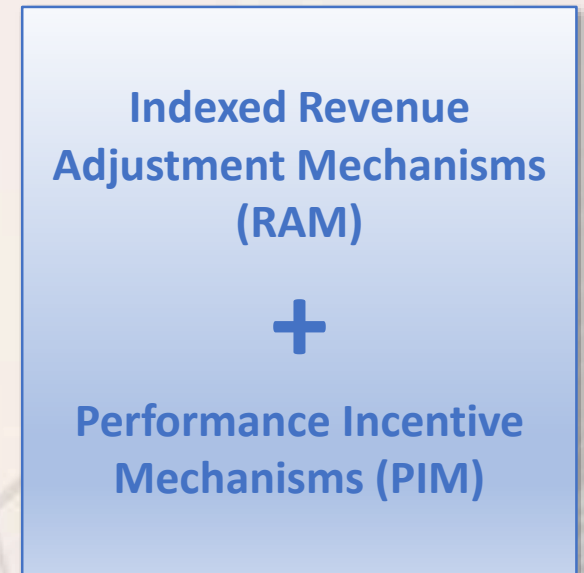 Indexed Revenue
Adjustment Mechanisms
(RAM)
+
Performance Incentive
Mechanisms (PIM)